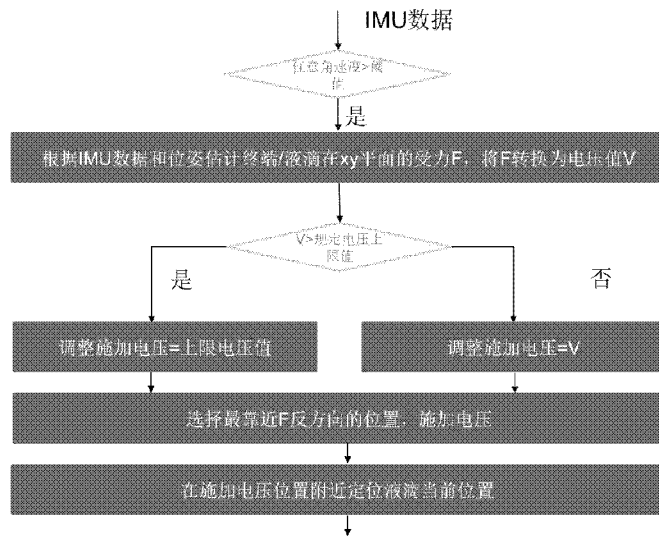 IMU数据
任意角速度>阈
值
是
根据IMU数据和位姿估计终端/液滴在xy平面的受力F，将F转换为电压值V
V>规定电压上
限值
是
否
调整施加电压=上限电压值
调整施加电压=V
选择最靠近F反方向的位置，施加电压
在施加电压位置附近定位液滴当前位置